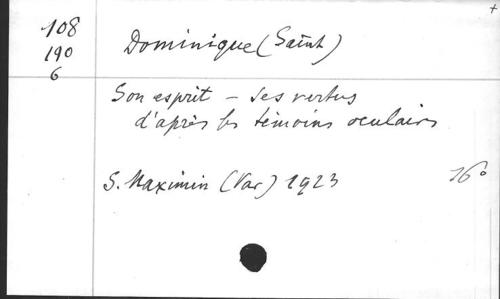 +
108
190
6
Dominique (Saint)
Son esprit - Ses vertus
d'après les témoins oculaires
S. Maximin (Var) 1923
16°